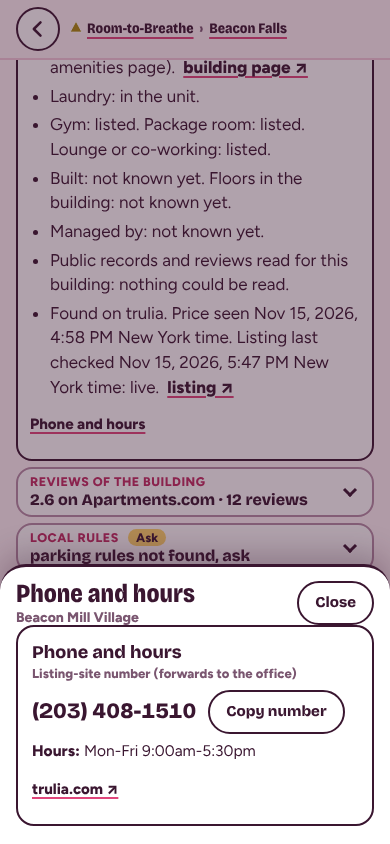 Room-to-Breathe › Beacon Falls
amenities page). building page ↗
• Laundry: in the unit.
• Gym: listed. Package room: listed.
Lounge or co-working: listed.
• Built: not known yet. Floors in the
building: not known yet.
• Managed by: not known yet.
• Public records and reviews read for this
building: nothing could be read.
• Found on trulia. Price seen Nov 15, 2026,
4:58 PM New York time. Listing last
checked Nov 15, 2026, 5:47 PM New
York time: live. listing ↗
Phone and hours
REVIEWS OF THE BUILDING
2.6 on Apartments.com · 12 reviews
LOCAL RULES Ask
parking rules not found, ask
Phone and hours
Close
Beacon Mill Village
Phone and hours
Listing-site number (forwards to the office)
(203) 408-1510 Copy number
Hours: Mon-Fri 9:00am-5:30pm
trulia.com ↗